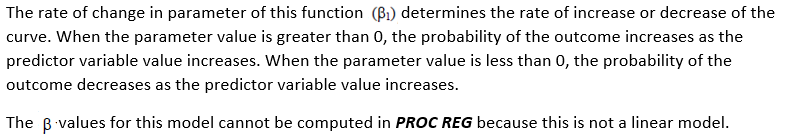 The rate of change in parameter of this function (β₁) determines the rate of increase or decrease of the
curve. When the parameter value is greater than 0, the probability of the outcome increases as the
predictor variable value increases. When the parameter value is less than 0, the probability of the
outcome decreases as the predictor variable value increases.
The β values for this model cannot be computed in PROC REG because this is not a linear model.